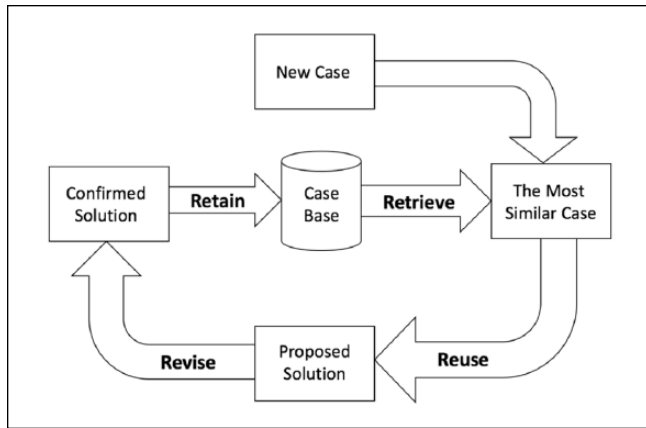 New Case
Confirmed
Solution
Retain
Case
Base
Retrieve
The Most
Similar Case
Revise
Proposed
Solution
Reuse